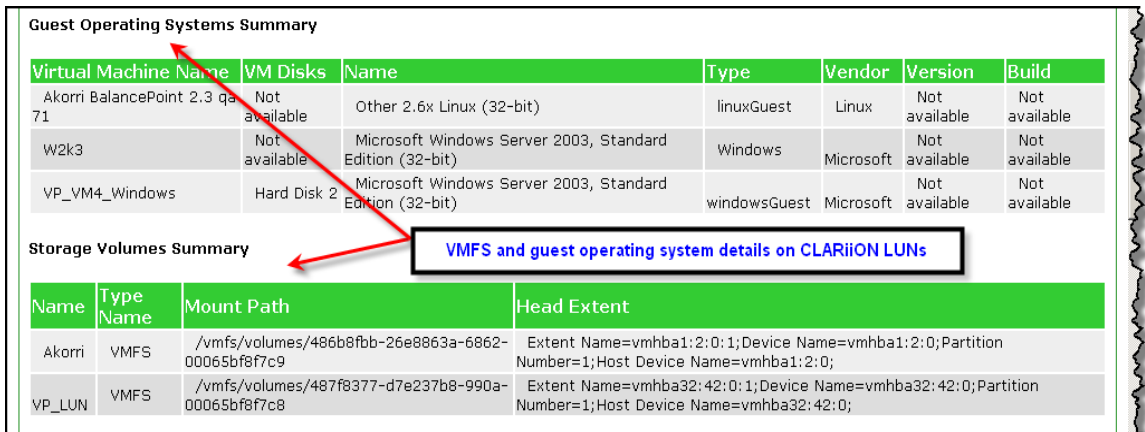 Guest Operating Systems Summary
Virtual Machine Name VM Disks Name Type Vendor Version Build
Akorri BalancePoint 2.3 qa Not Other 2.6x Linux (32-bit) linuxGuest Linux Not Not
71 available available available
W2k3 Not Microsoft Windows Server 2003, Standard Windows Not Not
available Edition (32-bit) Microsoft available available
VP_VM4_Windows Hard Disk 2 Microsoft Windows Server 2003, Standard Not Not
Edition (32-bit) windowsGuest Microsoft available available
Storage Volumes Summary
VMFS and guest operating system details on CLARiiON LUNs
Name Type Mount Path Head Extent
Name
Akorri VMFS /vmfs/volumes/486b8fbb-26e8863a-6862- Extent Name=vmhba1:2:0:1;Device Name=vmhba1:2:0;Partition
00065bf8f7c9 Number=1;Host Device Name=vmhba1:2:0;
VP_LUN VMFS /vmfs/volumes/487f8377-d7e237b8-990a- Extent Name=vmhba32:42:0:1;Device Name=vmhba32:42:0;Partition
00065bf8f7c8 Number=1;Host Device Name=vmhba32:42:0;